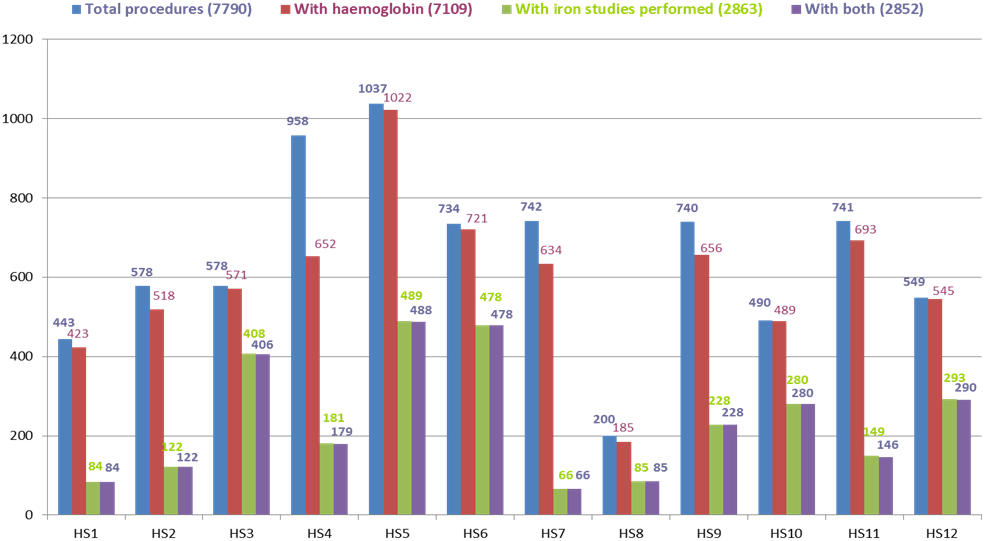 Total procedures (7790) With haemoglobin (7109) With iron studies performed (2863) With both (2852)
1200
1000
800
600
400
200
0
443 423 84 84
578 518 122 122
578 571 408 406
958 652 181 179
1037 1022 489 488
734 721 478 478
742 634 66 66
200 185 85 85
740 656 228 228
490 489 280 280
741 693 149 146
549 545 293 290
HS1 HS2 HS3 HS4 HS5 HS6 HS7 HS8 HS9 HS10 HS11 HS12